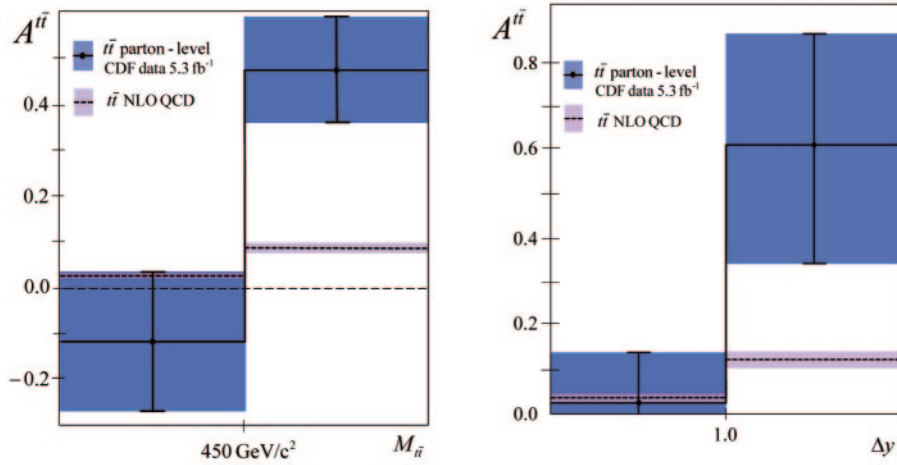 A^{tt̄}
tt̄ parton - level
CDF data 5.3 fb⁻¹
tt̄ NLO QCD
0.4
0.2
0.0
−0.2
450 GeV/c²
M_{tt̄}
A^{tt̄}
0.8
tt̄ parton - level
CDF data 5.3 fb⁻¹
tt̄ NLO QCD
0.6
0.4
0.2
0.0
1.0
Δy